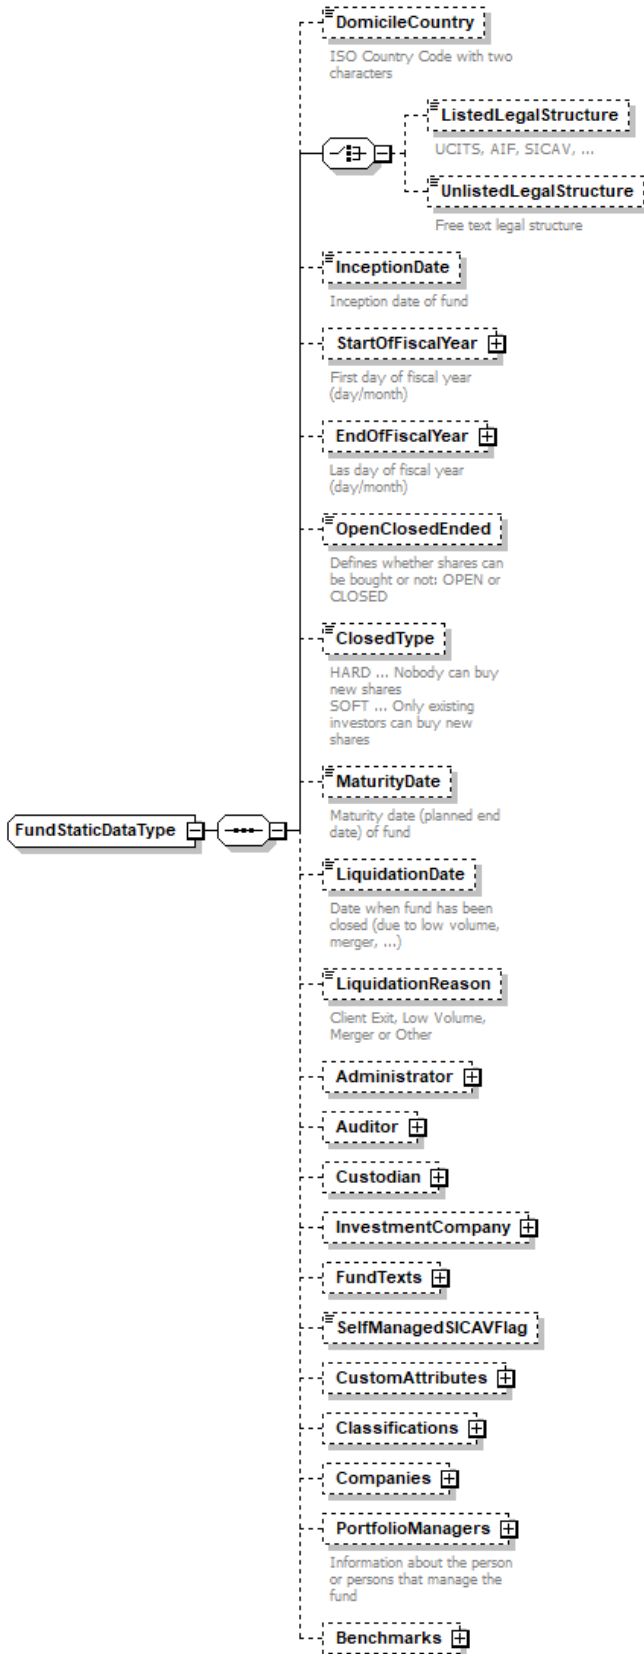 DomicileCountry
ISO Country Code with two
characters
ListedLegalStructure
UCITS, AIF, SICAV, ...
UnlistedLegalStructure
Free text legal structure
InceptionDate
Inception date of fund
StartOfFiscalYear
First day of fiscal year
(day/month)
EndOfFiscalYear
Las day of fiscal year
(day/month)
OpenClosedEnded
Defines whether shares can
be bought or not: OPEN or
CLOSED
ClosedType
HARD ... Nobody can buy
new shares
SOFT ... Only existing
investors can buy new
shares
MaturityDate
Maturity date (planned end
date) of fund
FundStaticDataType
LiquidationDate
Date when fund has been
closed (due to low volume,
merger, ...)
LiquidationReason
Client Exit, Low Volume,
Merger or Other
Administrator
Auditor
Custodian
InvestmentCompany
FundTexts
SelfManagedSICAVFlag
CustomAttributes
Classifications
Companies
PortfolioManagers
Information about the person
or persons that manage the
fund
Benchmarks